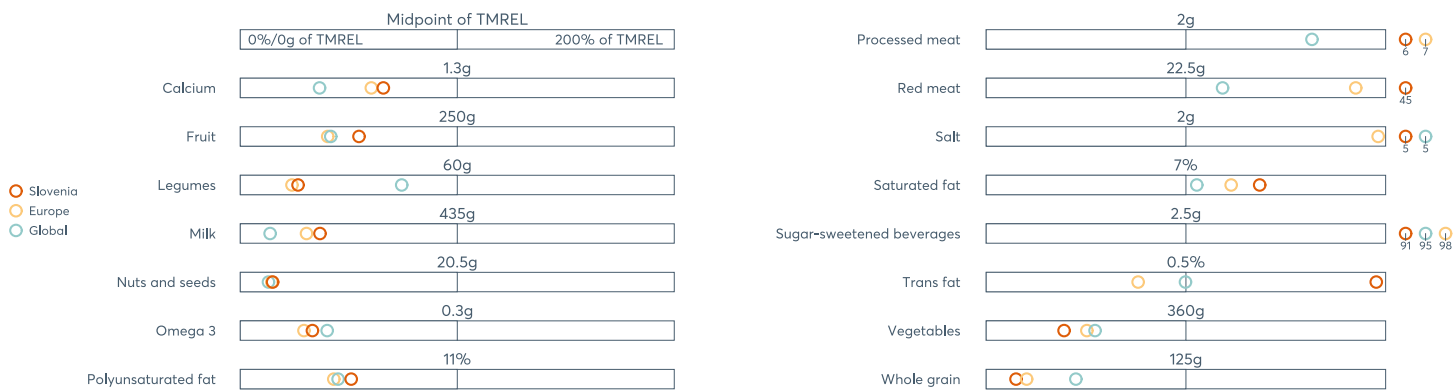 Midpoint of TMREL
0%/0g of TMREL
200% of TMREL
1.3g
Calcium
250g
Fruit
60g
Legumes
435g
Milk
20.5g
Nuts and seeds
0.3g
Omega 3
11%
Polyunsaturated fat
Slovenia
Europe
Global
2g
Processed meat
6 7
22.5g
Red meat
45
2g
Salt
5 5
7%
Saturated fat
2.5g
Sugar-sweetened beverages
91 95 98
0.5%
Trans fat
360g
Vegetables
125g
Whole grain